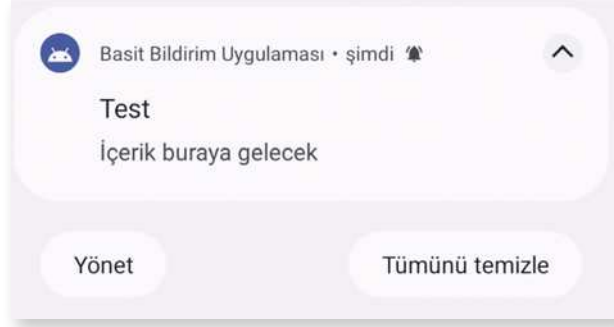 Basit Bildirim Uygulaması • şimdi
Test
İçerik buraya gelecek
Yönet
Tümünü temizle